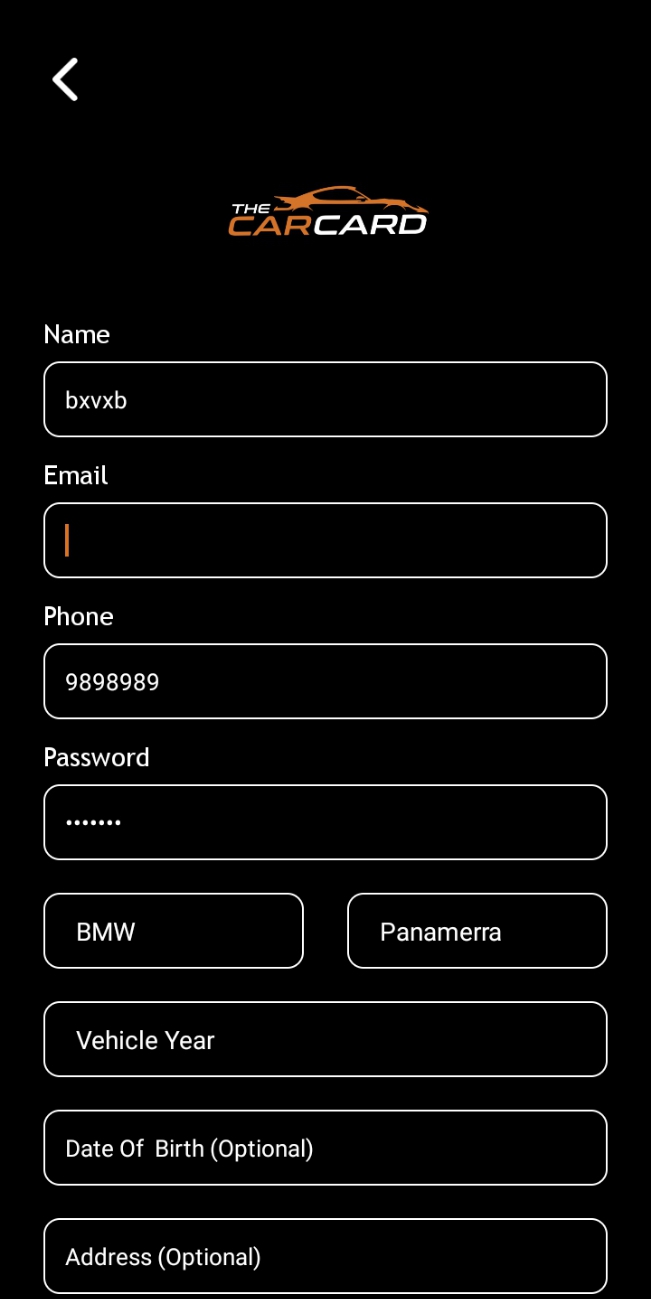 THE
CARCARD
Name
bxvxb
Email
Phone
9898989
Password
•••••••
BMW Panamerra
Vehicle Year
Date Of  Birth (Optional)
Address (Optional)